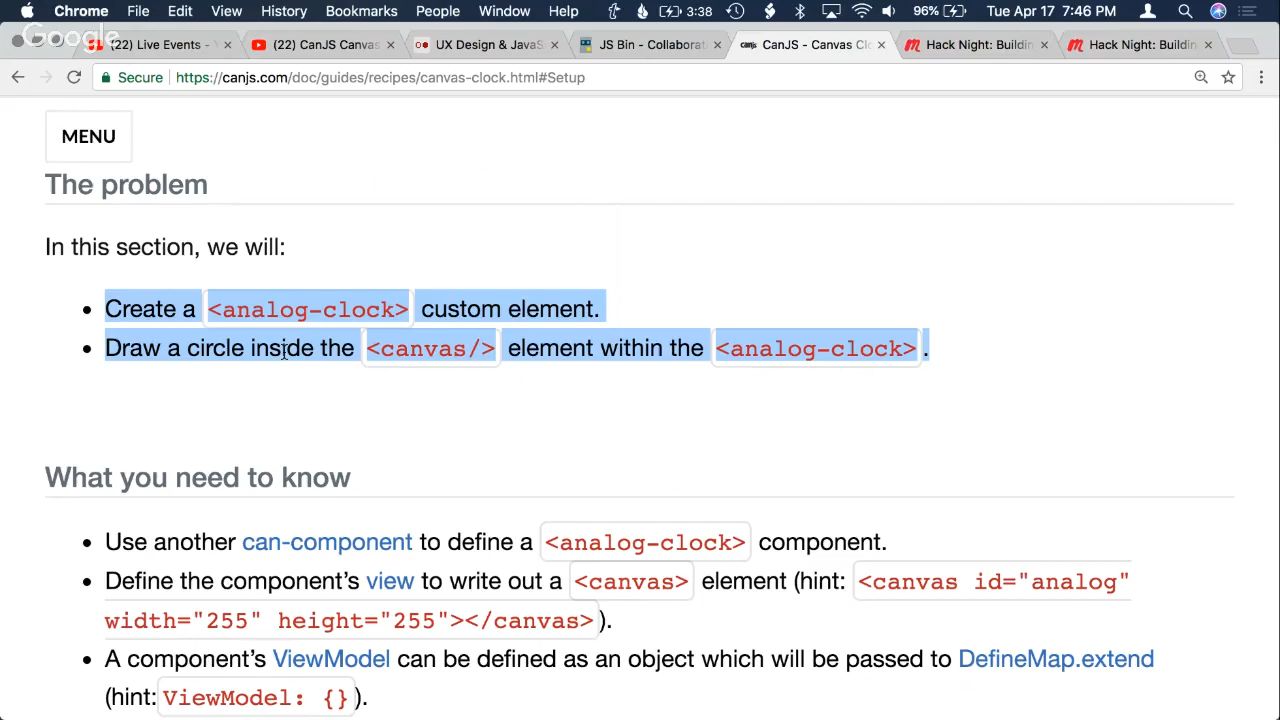 Chrome File Edit View History Bookmarks People Window Help 3:38 96% Tue Apr 17 7:46 PM
Google
(22) Live Events - (22) CanJS Canvas UX Design & JavaS JS Bin - Collaborat CanJS - Canvas Clo Hack Night: Buildin Hack Night: Buildin
Secure https://canjs.com/doc/guides/recipes/canvas-clock.html#Setup
MENU
The problem
In this section, we will:
• Create a <analog-clock> custom element.
• Draw a circle inside the <canvas/> element within the <analog-clock>.
What you need to know
• Use another can-component to define a <analog-clock> component.
• Define the component's view to write out a <canvas> element (hint: <canvas id="analog"
width="255" height="255"></canvas>).
• A component's ViewModel can be defined as an object which will be passed to DefineMap.extend
(hint: ViewModel: {}).